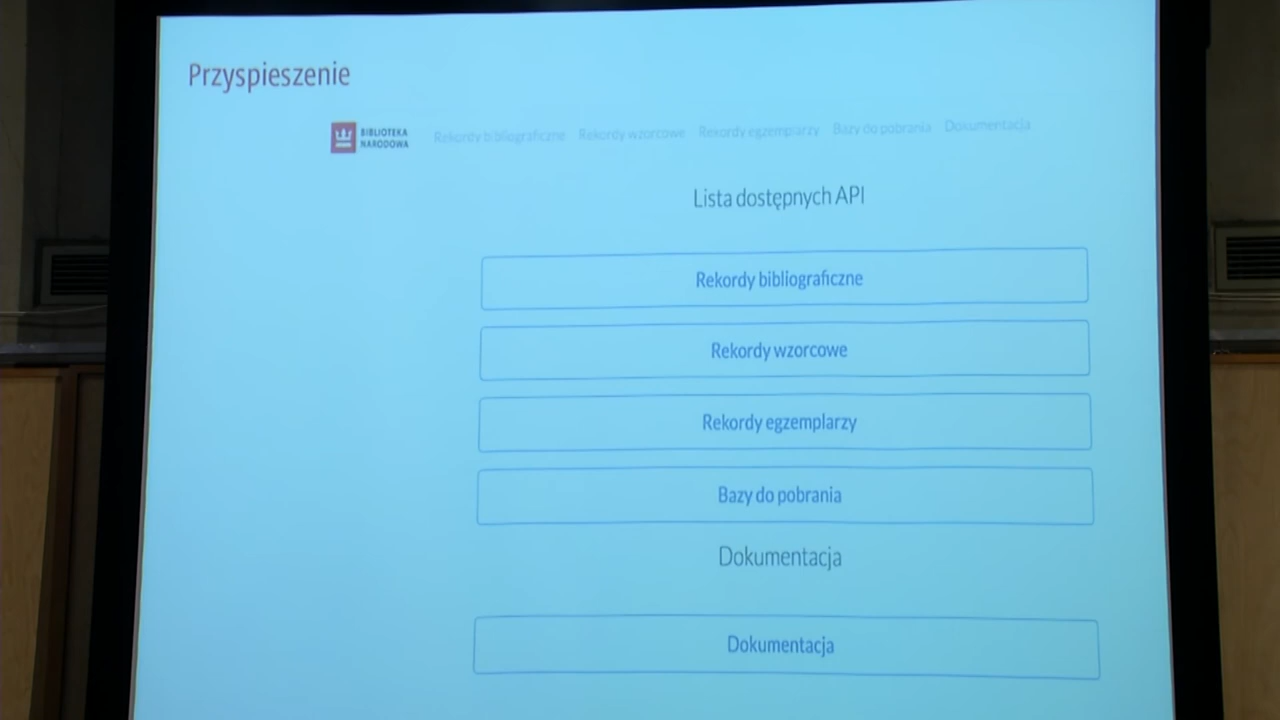 Przyspieszenie
BIBLIOTEKA
NARODOWA
Rekordy bibliograficzne Rekordy wzorcowe Rekordy egzemplarzy Bazy do pobrania Dokumentacja
Lista dostępnych API
Rekordy bibliograficzne
Rekordy wzorcowe
Rekordy egzemplarzy
Bazy do pobrania
Dokumentacja
Dokumentacja